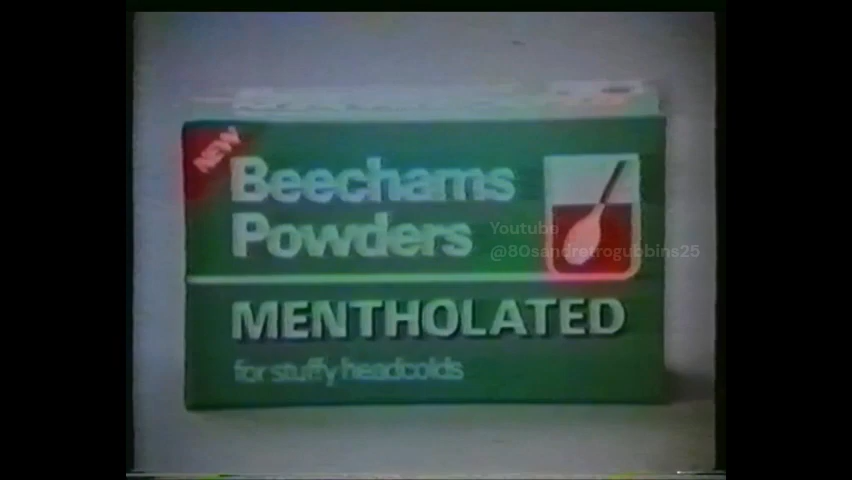 NEW
Beechams
Powders
Youtube
@80sandretrogubbins25
MENTHOLATED
for stuffy headcolds